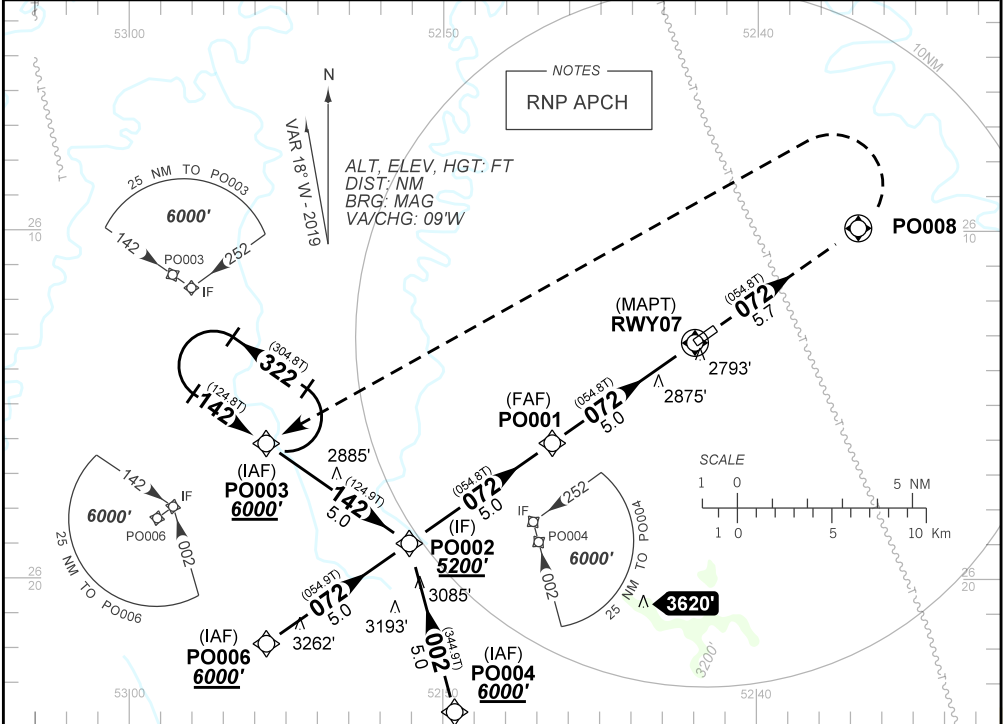 53°00
52°50
52°40
10NM
NOTES
RNP APCH
N
VAR 18° W - 2019
ALT, ELEV, HGT: FT
DIST: NM
BRG: MAG
VA/CHG: 09'W
25 NM TO PO003
6000'
142
252
PO003
IF
26
10
26
10
PO008
(054.8T)
072
5.7
(MAPT)
RWY07
2793'
2875'
(054.8T)
072
5.0
(FAF)
PO001
(304.8T)
322
(124.8T)
142
(IAF)
PO003
6000'
2885'
(124.9T)
142
5.0
(054.8T)
072
5.0
(IF)
PO002
5200'
SCALE
1 0 5 NM
1 0 5 10 Km
142
IF
6000'
PO006
002
25 NM TO PO006
252
IF
PO004
6000'
002
25 NM TO PO004
3085'
3193'
3262'
(054.9T)
072
5.0
(IAF)
PO006
6000'
(344.9T)
002
5.0
(IAF)
PO004
6000'
3620'
3200'
26
20
26
20
53°00
52°50
52°40